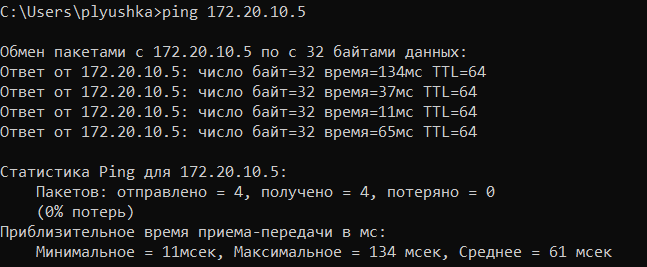 C:\Users\plyushka>ping 172.20.10.5
Обмен пакетами с 172.20.10.5 по с 32 байтами данных:
Ответ от 172.20.10.5: число байт=32 время=134мс TTL=64
Ответ от 172.20.10.5: число байт=32 время=37мс TTL=64
Ответ от 172.20.10.5: число байт=32 время=11мс TTL=64
Ответ от 172.20.10.5: число байт=32 время=65мс TTL=64
Статистика Ping для 172.20.10.5:
Пакетов: отправлено = 4, получено = 4, потеряно = 0
(0% потерь)
Приблизительное время приема-передачи в мс:
Минимальное = 11мсек, Максимальное = 134 мсек, Среднее = 61 мсек